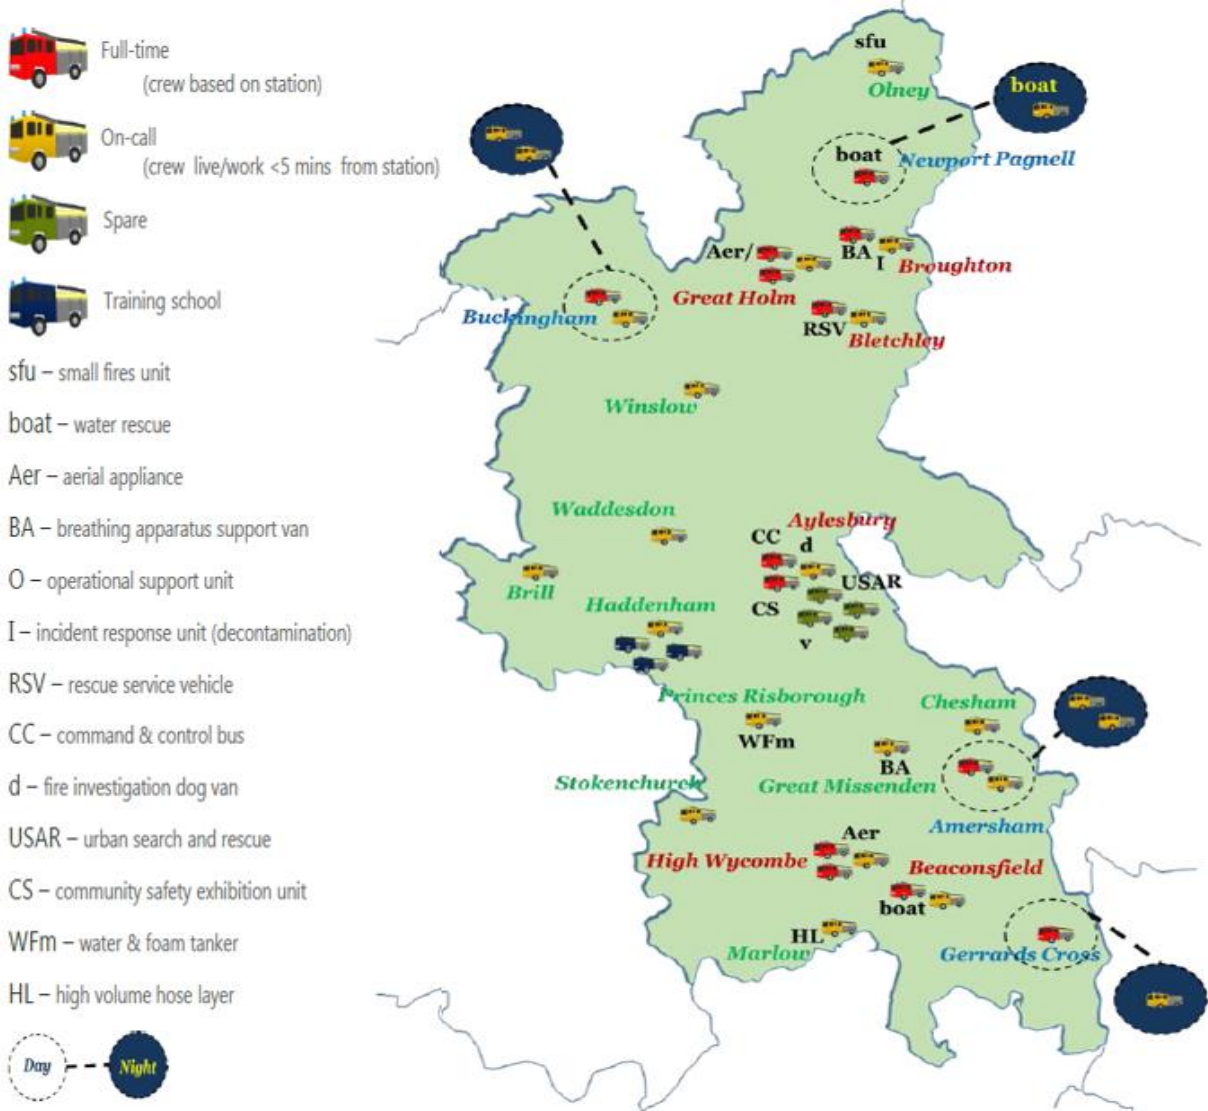 Full-time
(crew based on station)
On-call
(crew live/work <5 mins from station)
Spare
Training school
sfu – small fires unit
boat – water rescue
Aer – aerial appliance
BA – breathing apparatus support van
O – operational support unit
I – incident response unit (decontamination)
RSV – rescue service vehicle
CC – command & control bus
d – fire investigation dog van
USAR – urban search and rescue
CS – community safety exhibition unit
WFm – water & foam tanker
HL – high volume hose layer
Day
Night
sfu
Olney
boat
boat
Newport Pagnell
Aer/
BA
I
Broughton
Great Holm
Buckingham
RSV
Bletchley
Winslow
Waddesdon
Aylesbury
CC
d
USAR
Brill
CS
Haddenham
v
Princes Risborough
Chesham
WFm
BA
Stokenchurch
Great Missenden
Amersham
Aer
High Wycombe
Beaconsfield
boat
HL
Marlow
Gerrards Cross